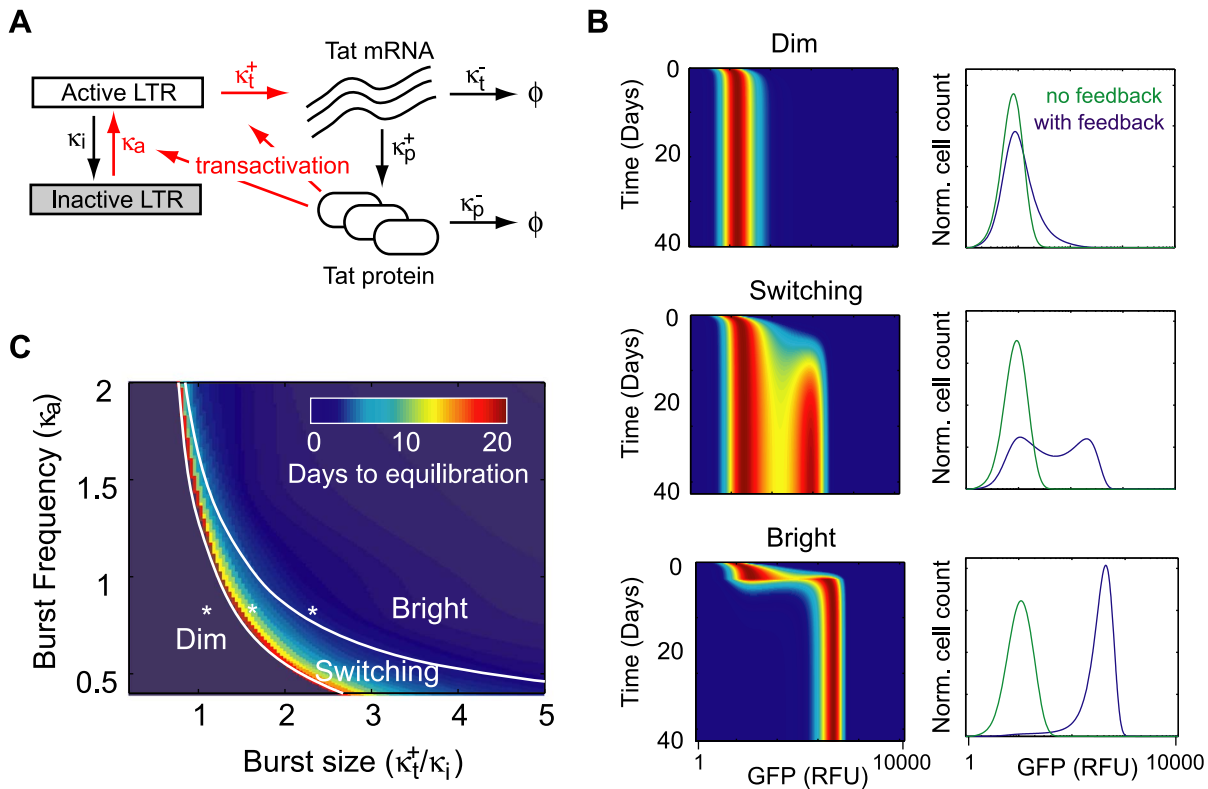 A
Tat mRNA
Active LTR
κt+
κt-
ϕ
κi
κa
transactivation
κp+
Inactive LTR
κp-
ϕ
Tat protein
B
Dim
Time (Days)
0
20
40
Norm. cell count
no feedback
with feedback
Switching
Time (Days)
0
20
40
Norm. cell count
Bright
Time (Days)
0
20
40
1
10000
GFP (RFU)
Norm. cell count
1
10000
GFP (RFU)
C
Burst Frequency (κa)
2
1.5
1
0.5
0
10
20
Days to equilibration
*
*
*
Dim
Bright
Switching
1
2
3
4
5
Burst size (κt+/κi)